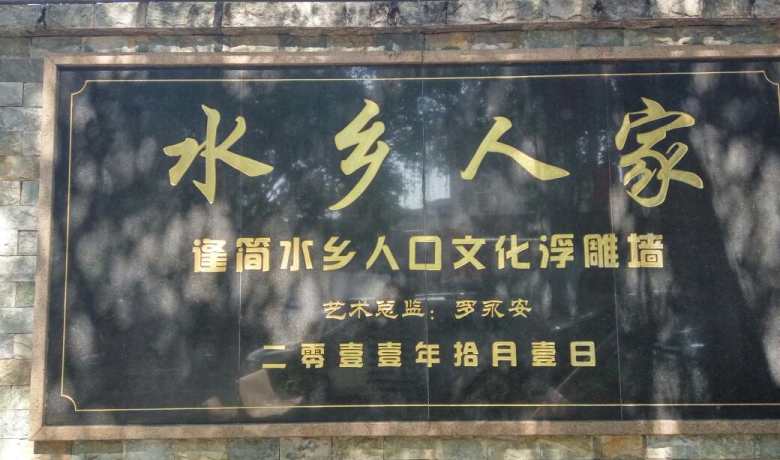 水乡人家
谨简水乡人口文化浮雕墙
艺术总监：罗永安
二零壹壹年拾月壹日